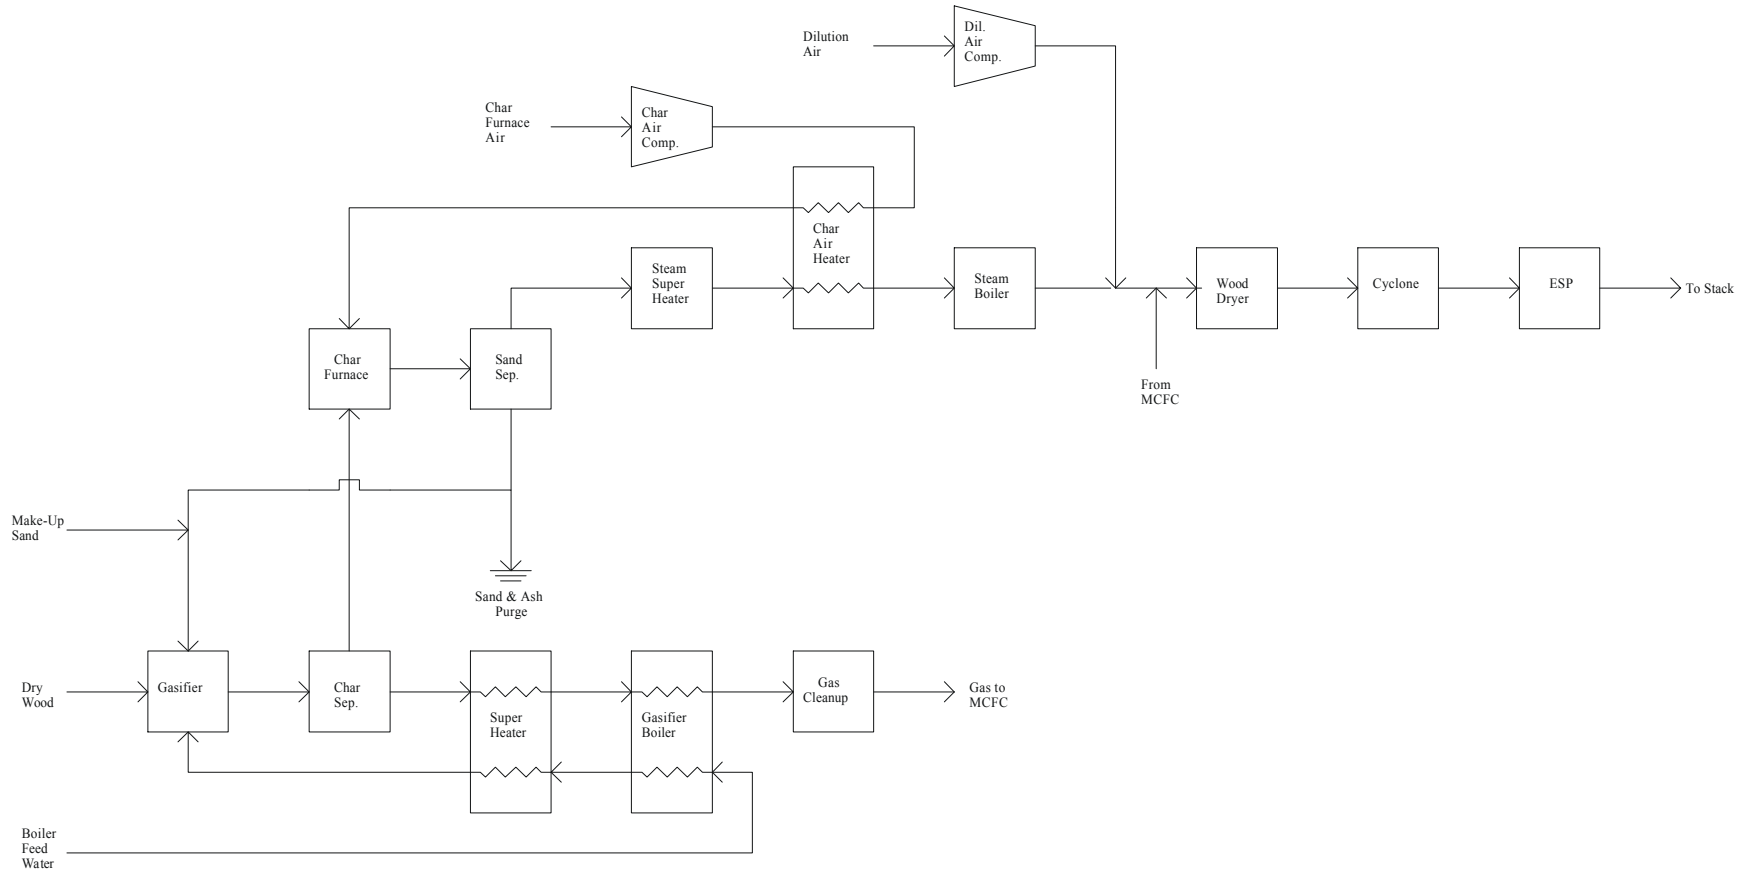 Dilution
Air
Dil.
Air
Comp.
Char
Furnace
Air
Char
Air
Comp.
Char
Air
Heater
Steam
Super
Heater
Steam
Boiler
Wood
Dryer
Cyclone
ESP
To Stack
Char
Furnace
Sand
Sep.
From
MCFC
Make-Up
Sand
Sand & Ash
Purge
Dry
Wood
Gasifier
Char
Sep.
Super
Heater
Gasifier
Boiler
Gas
Cleanup
Gas to
MCFC
Boiler
Feed
Water